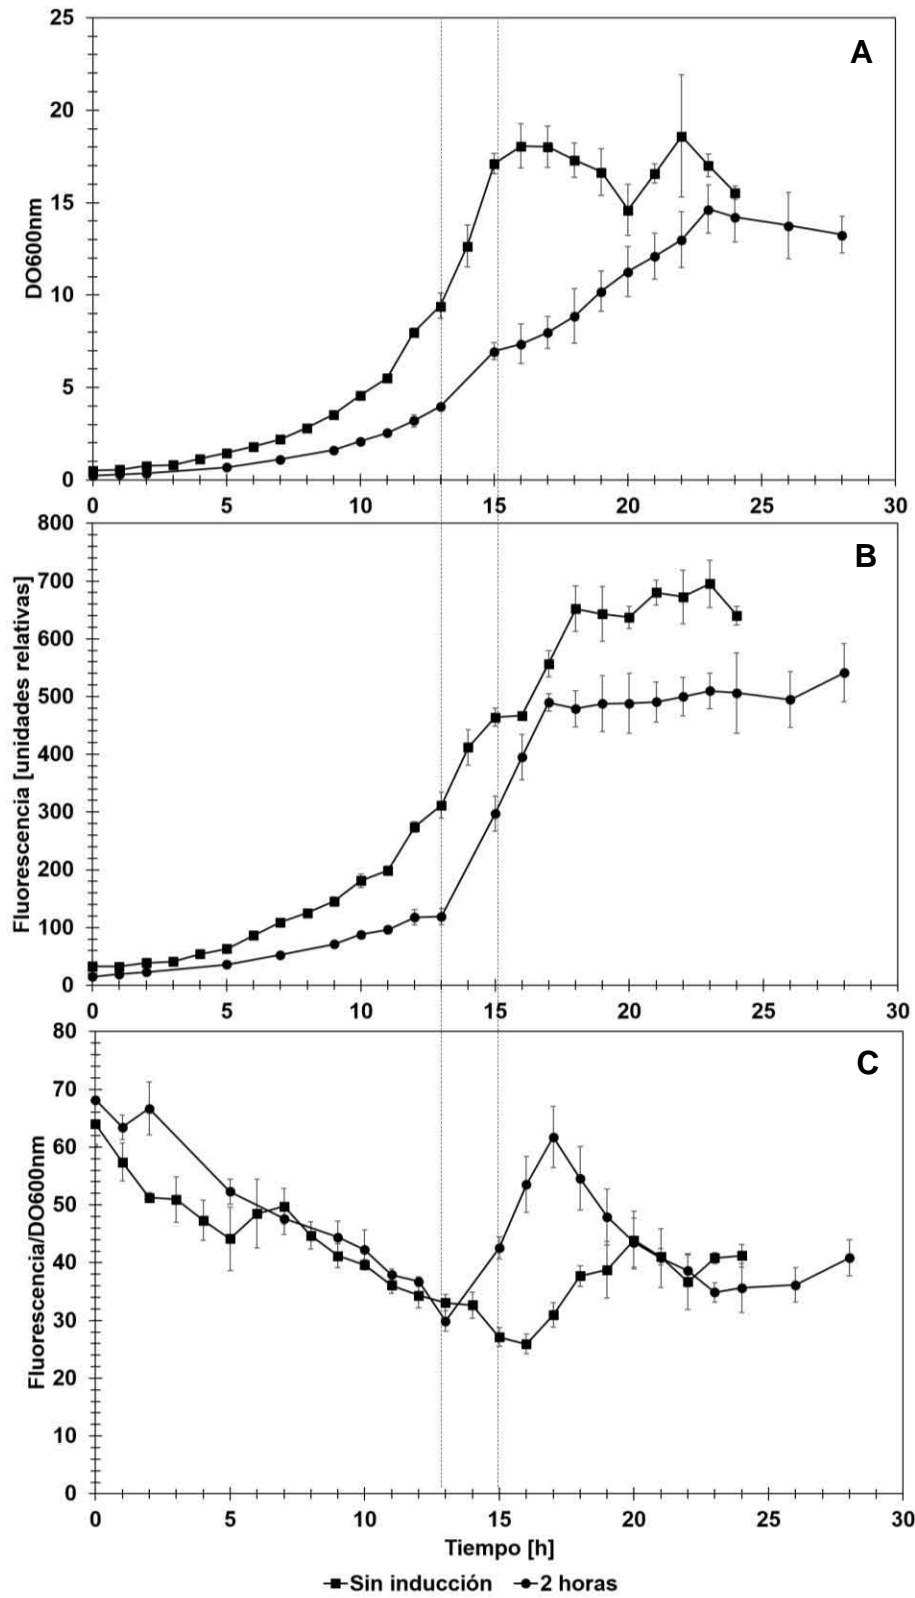 A
DO600nm
25
20
15
10
5
0
0 5 10 15 20 25 30
B
Fluorescencia [unidades relativas]
800
700
600
500
400
300
200
100
0
0 5 10 15 20 25 30
C
Fluorescencia/DO600nm
80
70
60
50
40
30
20
10
0
0 5 10 15 20 25 30
Tiempo [h]
Sin inducción 2 horas